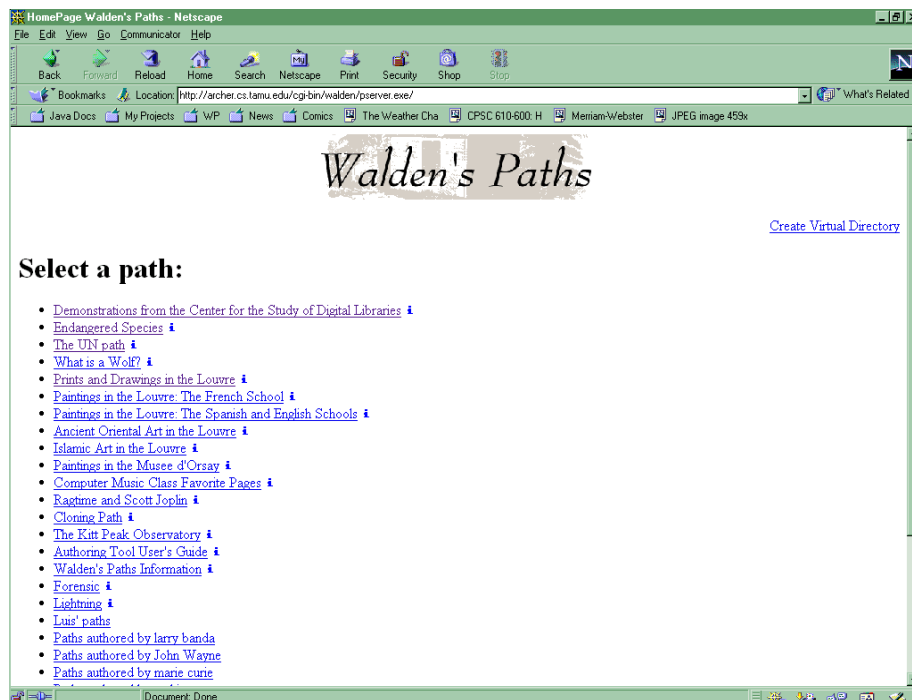 HomePage Walden's Paths - Netscape
File Edit View Go Communicator Help
Back Forward Reload Home Search Netscape Print Security Shop Stop
Bookmarks Location: http://archer.cs.tamu.edu/cgi-bin/walden/pserver.exe/ What's Related
Java Docs My Projects WP News Comics The Weather Cha CPSC 610-600: H Merriam-Webster JPEG image 459x
Walden's Paths
Create Virtual Directory
Select a path:
Demonstrations from the Center for the Study of Digital Libraries i
Endangered Species i
The UN path i
What is a Wolf? i
Prints and Drawings in the Louvre i
Paintings in the Louvre: The French School i
Paintings in the Louvre: The Spanish and English Schools i
Ancient Oriental Art in the Louvre i
Islamic Art in the Louvre i
Paintings in the Musee d'Orsay i
Computer Music Class Favorite Pages i
Ragtime and Scott Joplin i
Cloning Path i
The Kitt Peak Observatory i
Authoring Tool User's Guide i
Walden's Paths Information i
Forensic i
Lightning i
Luis' paths
Paths authored by larry banda
Paths authored by John Wayne
Paths authored by marie curie
Document: Done